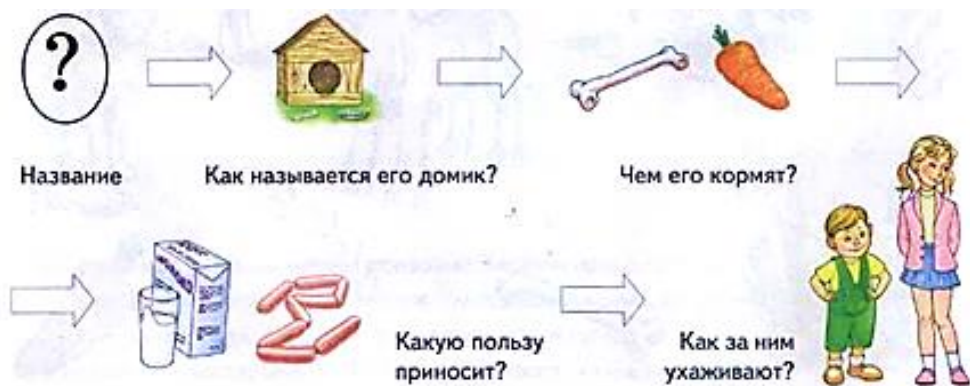 ?
Название
Как называется его домик?
Чем его кормят?
Какую пользу
приносит?
Как за ним
ухаживают?